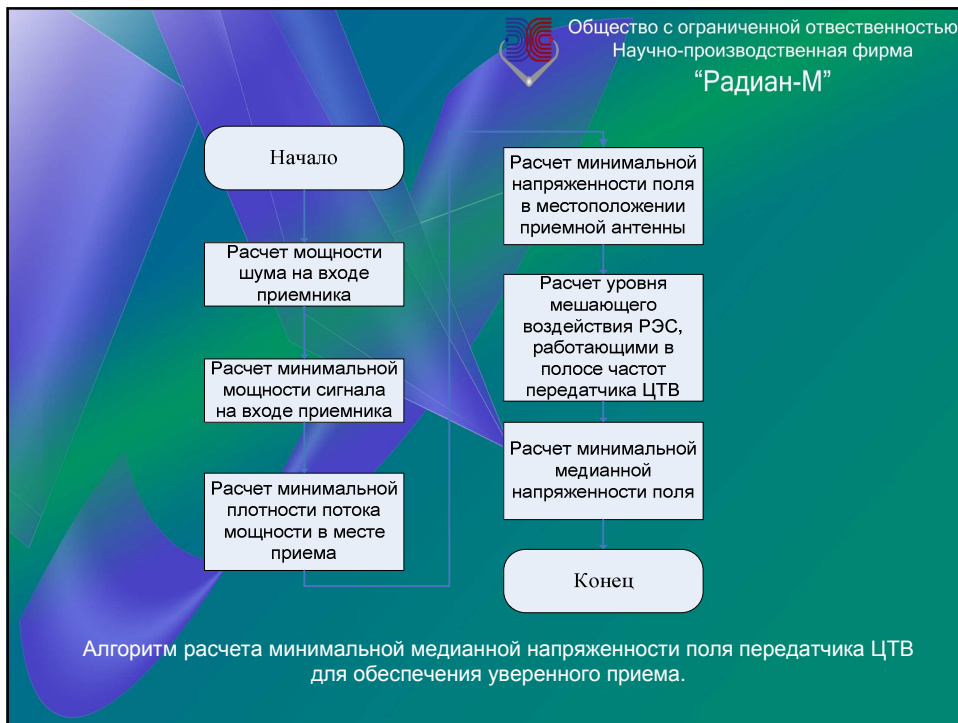 Общество с ограниченной отвественностью
Научно-производственная фирма
“Радиан-М”
Начало
Расчет мощности
шума на входе
приемника
Расчет минимальной
мощности сигнала
на входе приемника
Расчет минимальной
плотности потока
мощности в месте
приема
Расчет минимальной
напряженности поля
в местоположении
приемной антенны
Расчет уровня
мешающего
воздействия РЭС,
работающими в
полосе частот
передатчика ЦТВ
Расчет минимальной
медианной
напряженности поля
Конец
Алгоритм расчета минимальной медианной напряженности поля передатчика ЦТВ
для обеспечения уверенного приема.